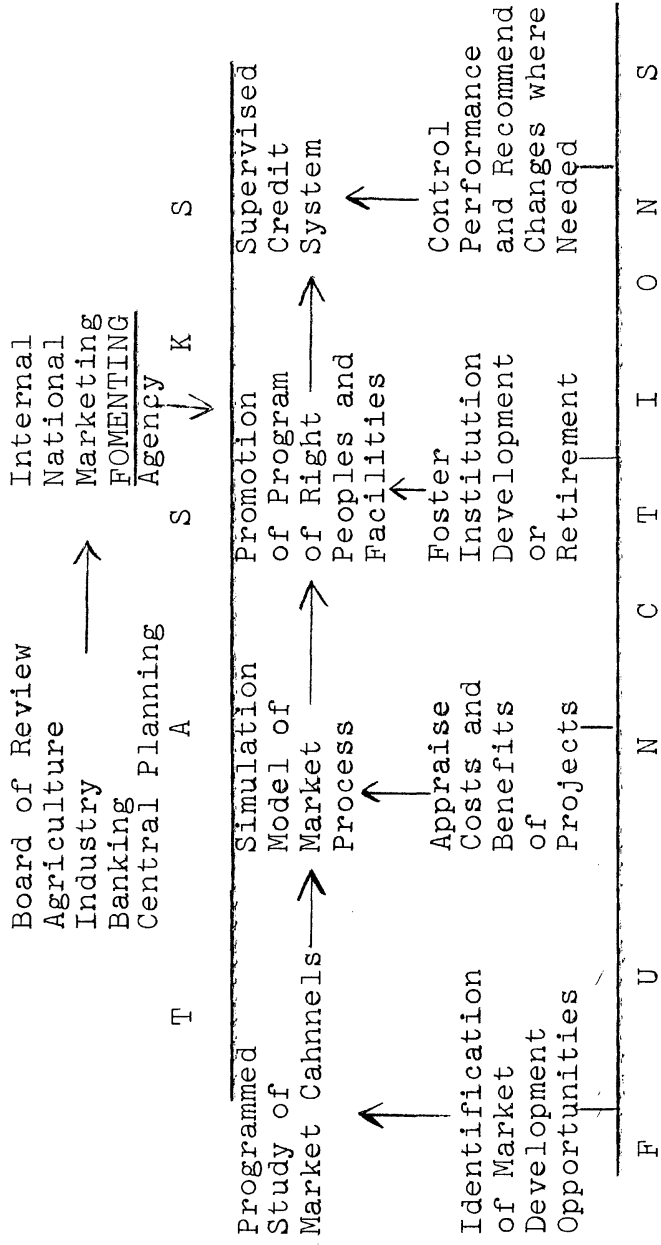 Board of Review
Agriculture
Industry
Banking
Central Planning
Internal
National
Marketing
FOMENTING
Agency
T A S K S
Programmed
Study of
Market Cahnnels
Simulation
Model of
Market
Process
Promotion
of Program
of Right
Peoples and
Facilities
Supervised
Credit
System
Identification
of Market
Development
Opportunities
Appraise
Costs and
Benefits
of
Projects
Foster
Institution
Development
or
Retirement
Control
Performance
and Recommend
Changes where
Needed
F U N C T I O N S